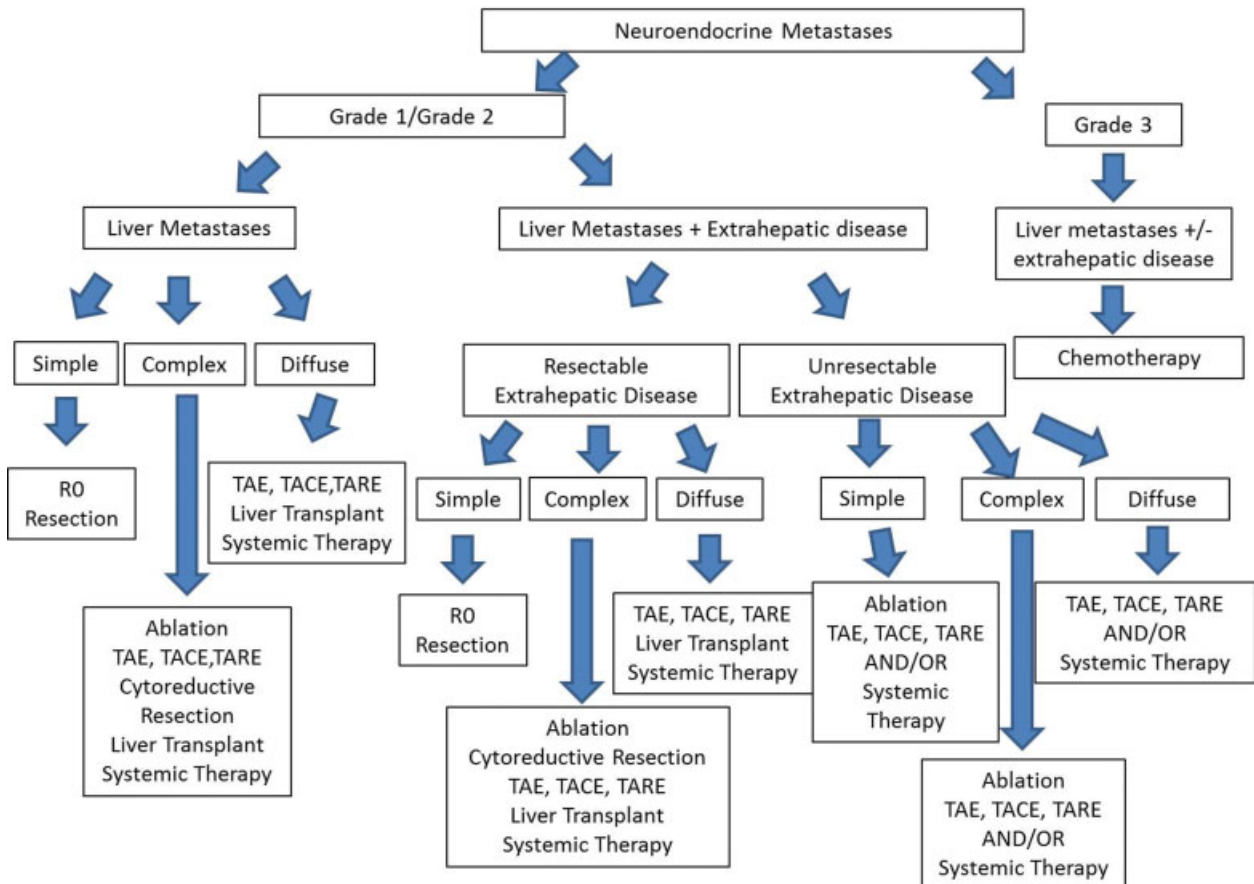 Neuroendocrine Metastases
Grade 1/Grade 2
Grade 3
Liver Metastases
Liver Metastases + Extrahepatic disease
Liver metastases +/-
extrahepatic disease
Simple
Complex
Diffuse
Resectable
Extrahepatic Disease
Unresectable
Extrahepatic Disease
Chemotherapy
R0
Resection
TAE, TACE,TARE
Liver Transplant
Systemic Therapy
Simple
Complex
Diffuse
Simple
Complex
Diffuse
Ablation
TAE, TACE,TARE
Cytoreductive
Resection
Liver Transplant
Systemic Therapy
R0
Resection
TAE, TACE, TARE
Liver Transplant
Systemic Therapy
Ablation
TAE, TACE, TARE
AND/OR
Systemic
Therapy
TAE, TACE, TARE
AND/OR
Systemic Therapy
Ablation
Cytoreductive Resection
TAE, TACE, TARE
Liver Transplant
Systemic Therapy
Ablation
TAE, TACE, TARE
AND/OR
Systemic Therapy